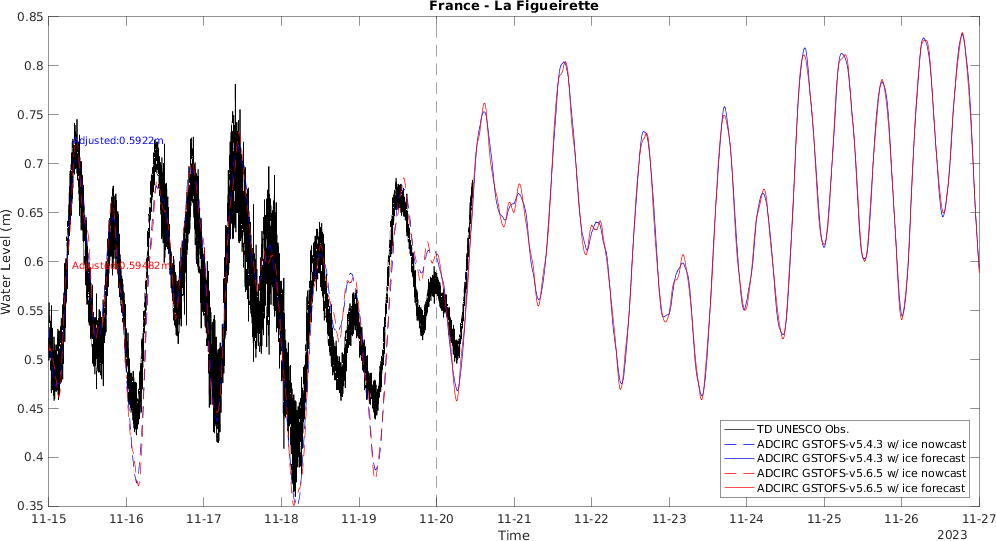 France - La Figueirette
0.85
0.8
0.75
0.7
0.65
0.6
0.55
0.5
0.45
0.4
0.35
Water Level (m)
Adjusted:0.5922m
Adjusted:0.59482m
TD UNESCO Obs.
ADCIRC GSTOFS-v5.4.3 w/ ice nowcast
ADCIRC GSTOFS-v5.4.3 w/ ice forecast
ADCIRC GSTOFS-v5.6.5 w/ ice nowcast
ADCIRC GSTOFS-v5.6.5 w/ ice forecast
11-15 11-16 11-17 11-18 11-19 11-20 11-21 11-22 11-23 11-24 11-25 11-26 11-27
Time
2023